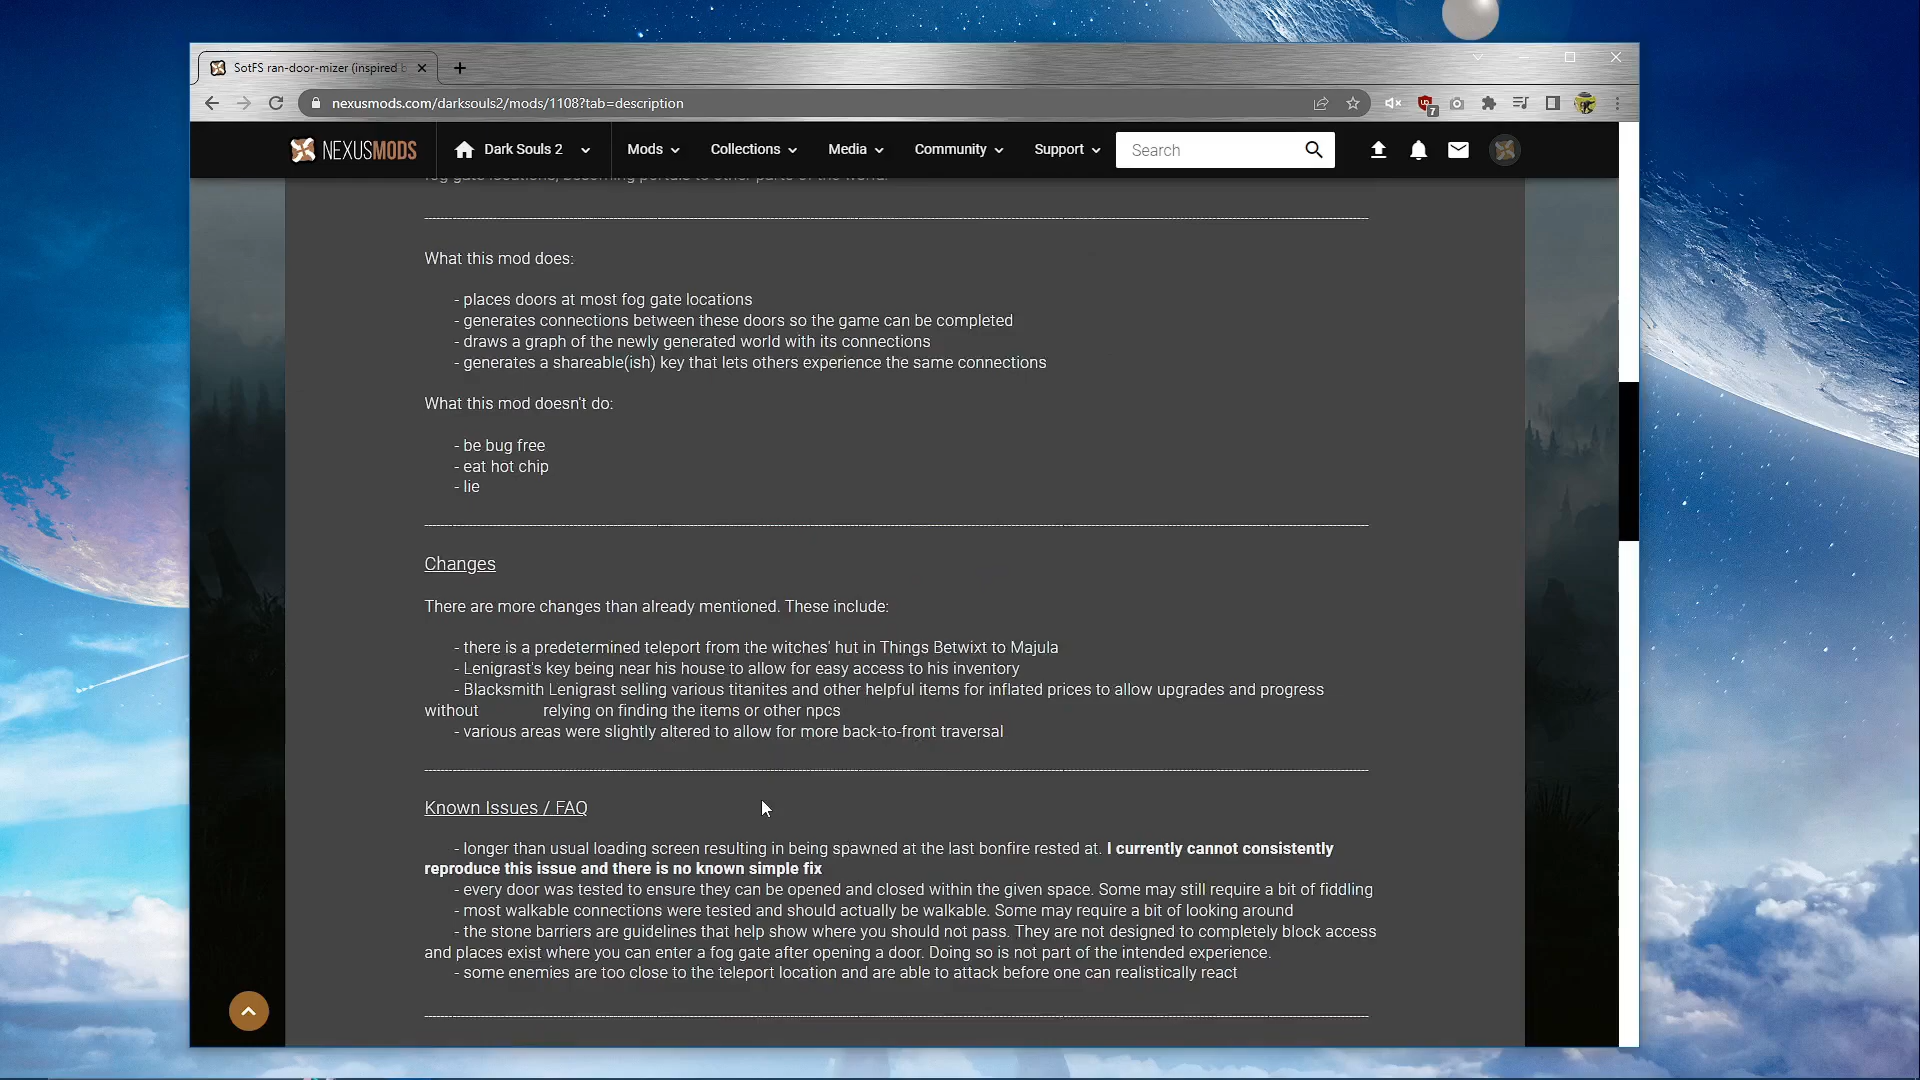 SotFS ran-door-mizer (inspired b
nexusmods.com/darksouls2/mods/1108?tab=description
7
NEXUSMODS
Dark Souls 2
Mods
Collections
Media
Community
Support
Search
fog gate locations, becoming portals to other parts of the world.
What this mod does:
- places doors at most fog gate locations
- generates connections between these doors so the game can be completed
- draws a graph of the newly generated world with its connections
- generates a shareable(ish) key that lets others experience the same connections
What this mod doesn't do:
- be bug free
- eat hot chip
- lie
Changes
There are more changes than already mentioned. These include:
- there is a predetermined teleport from the witches' hut in Things Betwixt to Majula
- Lenigrast's key being near his house to allow for easy access to his inventory
- Blacksmith Lenigrast selling various titanites and other helpful items for inflated prices to allow upgrades and progress
without relying on finding the items or other npcs
- various areas were slightly altered to allow for more back-to-front traversal
Known Issues / FAQ
- longer than usual loading screen resulting in being spawned at the last bonfire rested at. I currently cannot consistently
reproduce this issue and there is no known simple fix
- every door was tested to ensure they can be opened and closed within the given space. Some may still require a bit of fiddling
- most walkable connections were tested and should actually be walkable. Some may require a bit of looking around
- the stone barriers are guidelines that help show where you should not pass. They are not designed to completely block access
and places exist where you can enter a fog gate after opening a door. Doing so is not part of the intended experience.
- some enemies are too close to the teleport location and are able to attack before one can realistically react